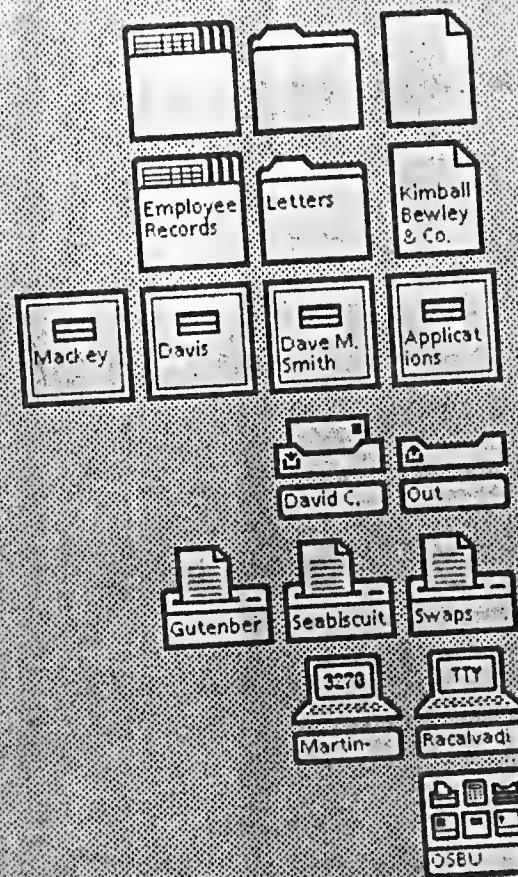 Employee
Records
Letters
Kimball
Bewley
& Co.
Mackey
Davis
Dave M.
Smith
Applicat
ions
David C.
Out
Gutenber
Seabiscuit
Swaps
3278
TTY
Martin-
Racalvadi
OSBU